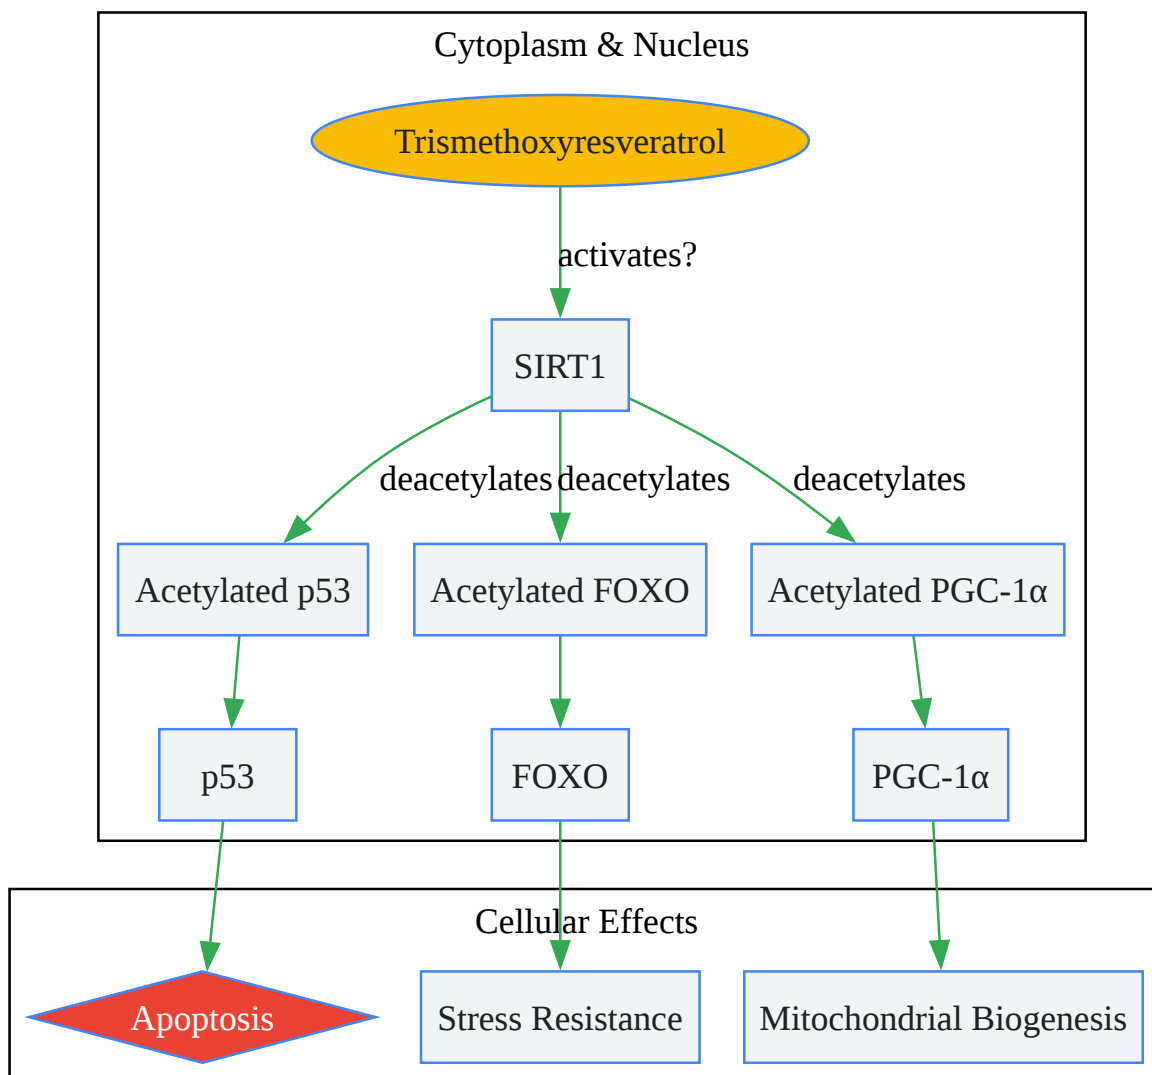 Cytoplasm & Nucleus
Trismethoxyresveratrol
activates?
SIRT1
deacetylates deacetylates deacetylates
Acetylated p53 Acetylated FOXO Acetylated PGC-1α
p53 FOXO PGC-1α
Cellular Effects
Apoptosis Stress Resistance Mitochondrial Biogenesis